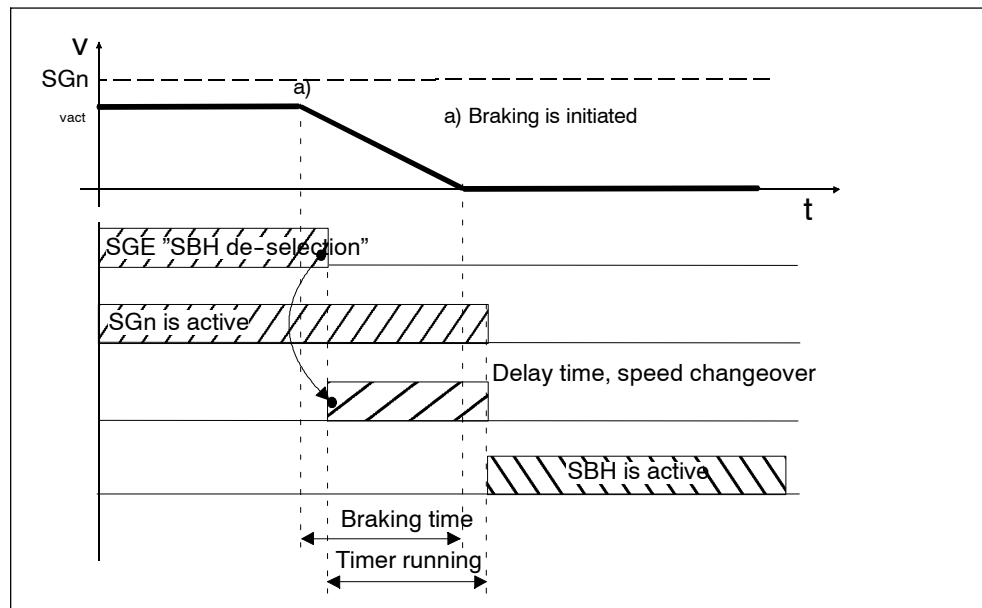 v
SGn
a)
vact
a) Braking is initiated
t
SGE ”SBH de-selection”
SGn is active
Delay time, speed changeover
SBH is active
Braking time
Timer running